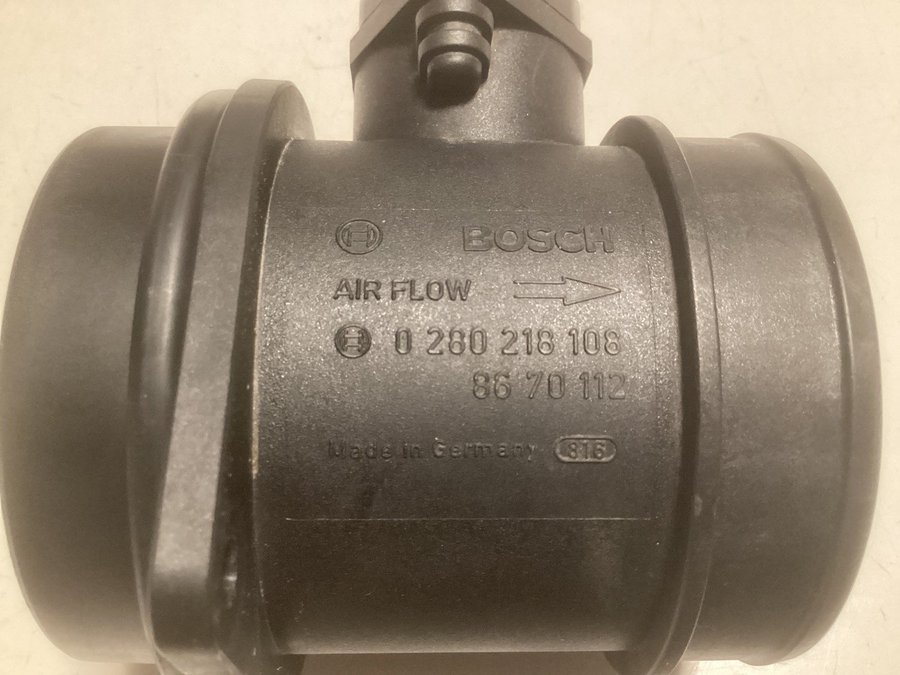 BOSCH
AIR FLOW
0 280 218 108
86 70 112
Made in Germany 816